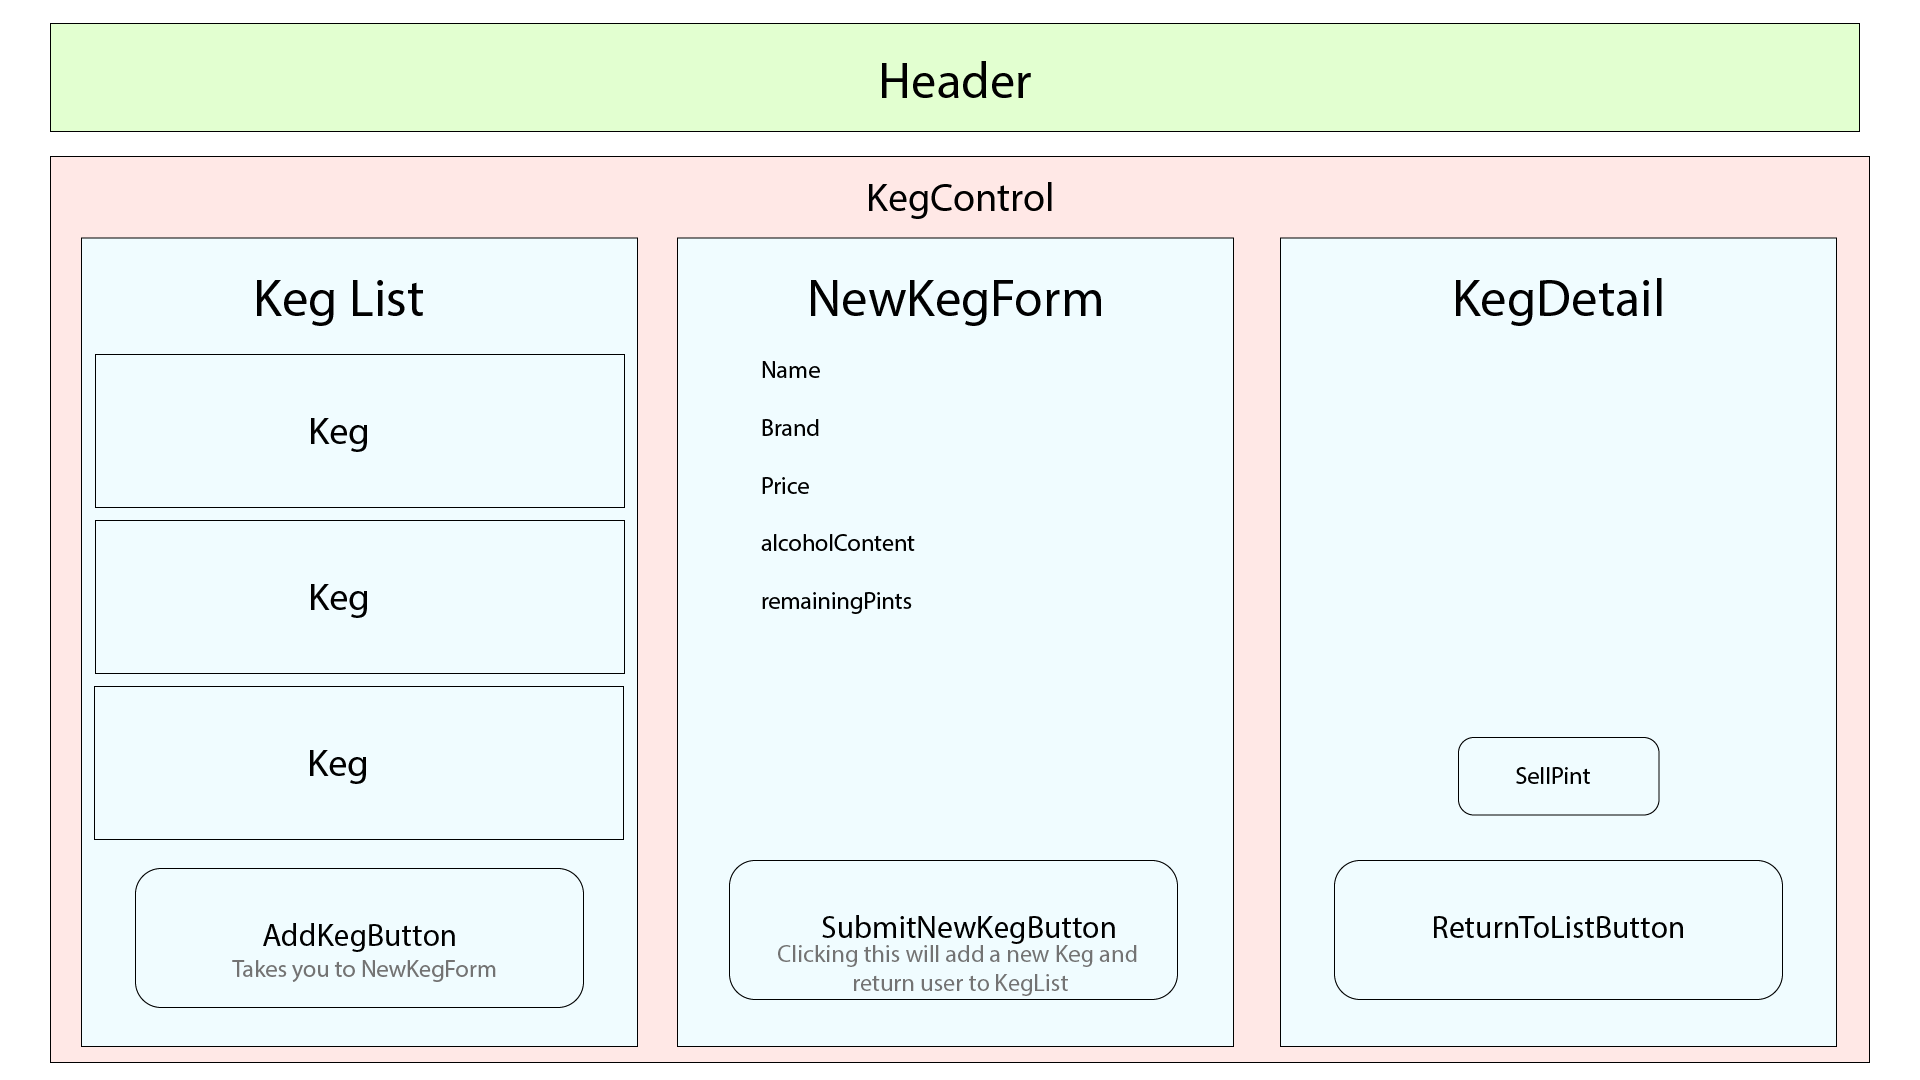 Header
KegControl
Keg List
Keg
Keg
Keg
AddKegButton
Takes you to NewKegForm
NewKegForm
Name
Brand
Price
alcoholContent
remainingPints
SubmitNewKegButton
Clicking this will add a new Keg and
return user to KegList
KegDetail
SellPint
ReturnToListButton